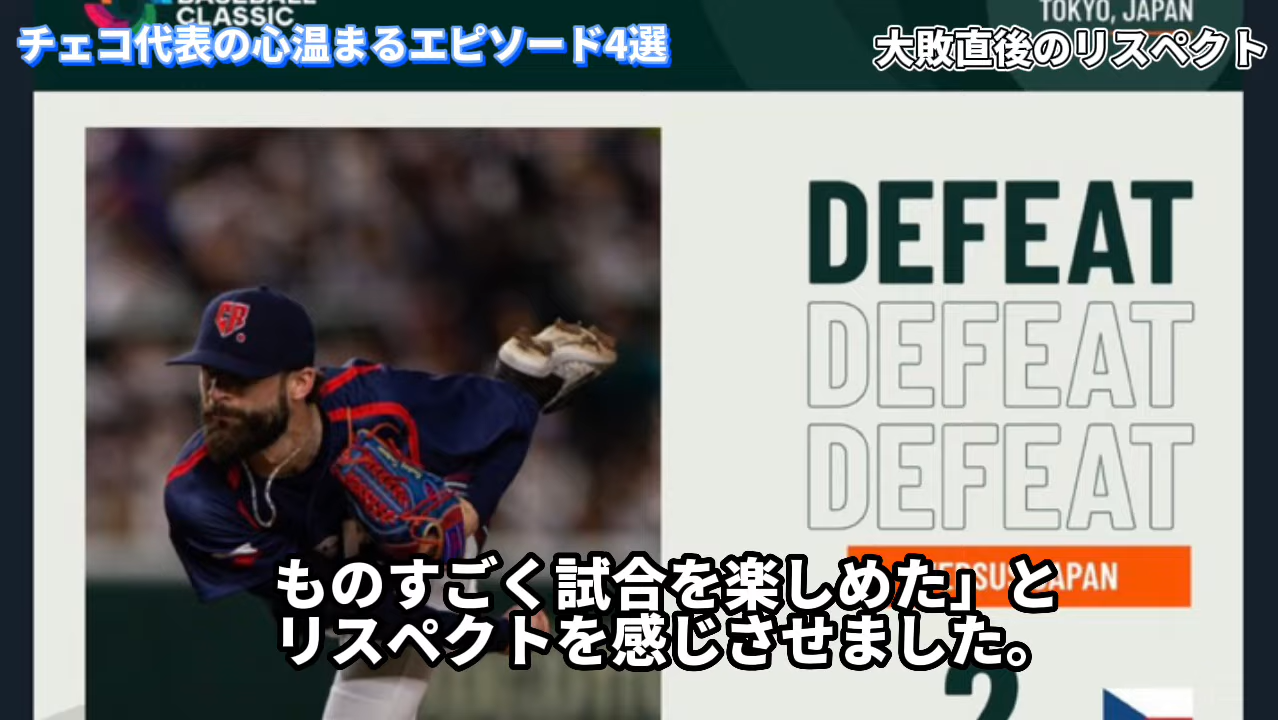 CLASSIC
TOKYO, JAPAN
チェコ代表の心温まるエピソード4選
大敗直後のリスペクト
DEFEAT
DEFEAT
DEFEAT
JAPAN
ものすごく試合を楽しめた」と
リスペクトを感じさせました。
2